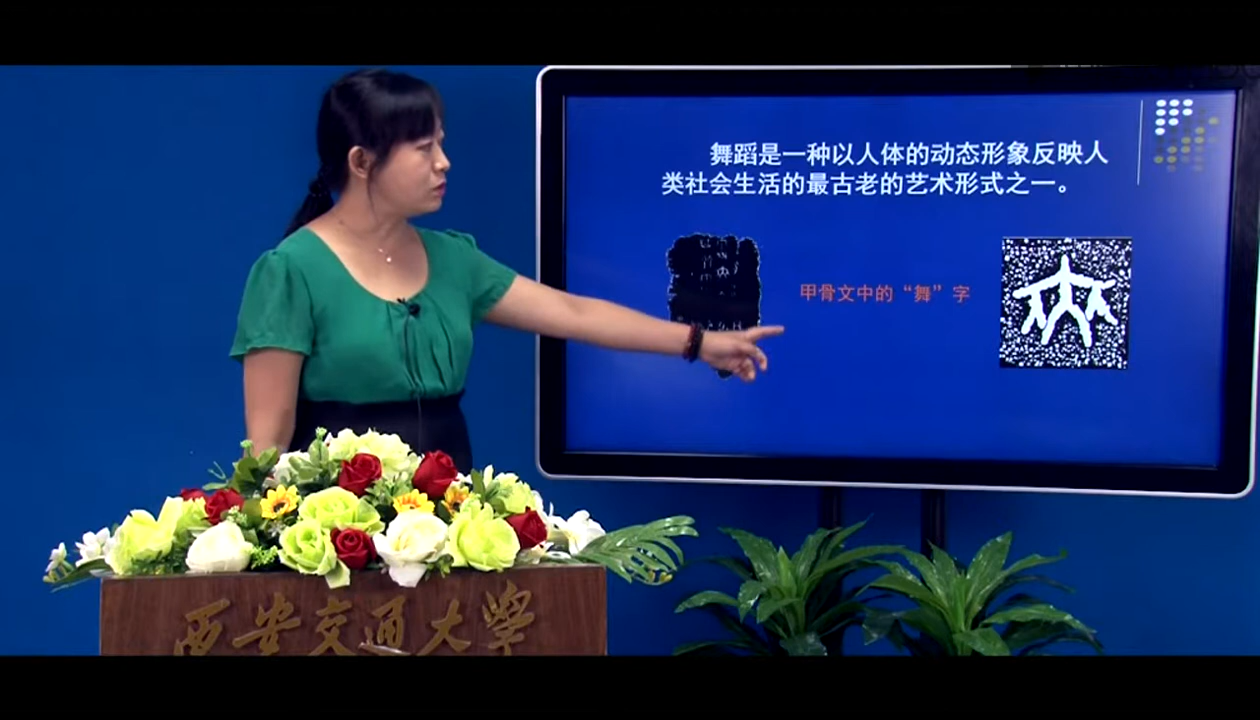 舞蹈是一种以人体的动态形象反映人
类社会生活的最古老的艺术形式之一。
甲骨文中的“舞”字
西安交通大学